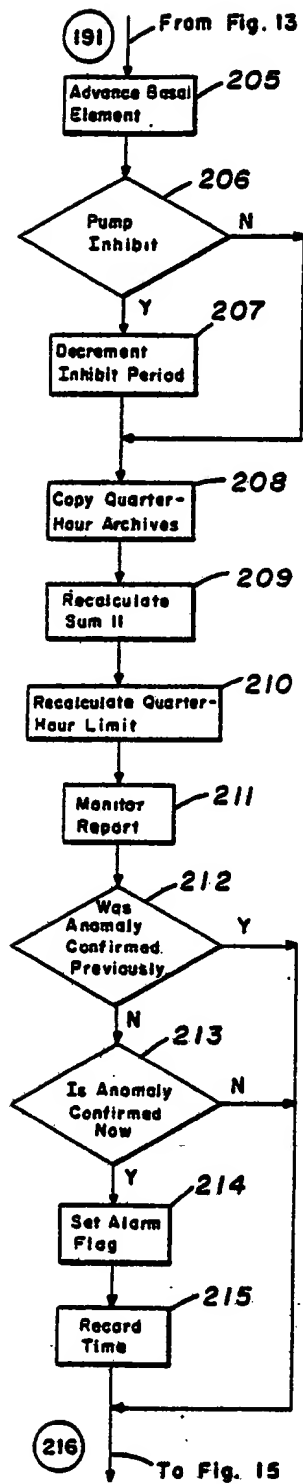 191
From Fig. 13
Advance Basal
Element
205
206
Pump
Inhibit
N
Y
207
Decrement
Inhibit Period
208
Copy Quarter-
Hour Archives
209
Recalculate
Sum II
210
Recalculate Quarter-
Hour Limit
211
Monitor
Report
212
Was
Anomaly
Confirmed
Previously
Y
N
213
Is Anomaly
Confirmed
Now
N
Y
214
Set Alarm
Flag
215
Record
Time
216
To Fig. 15